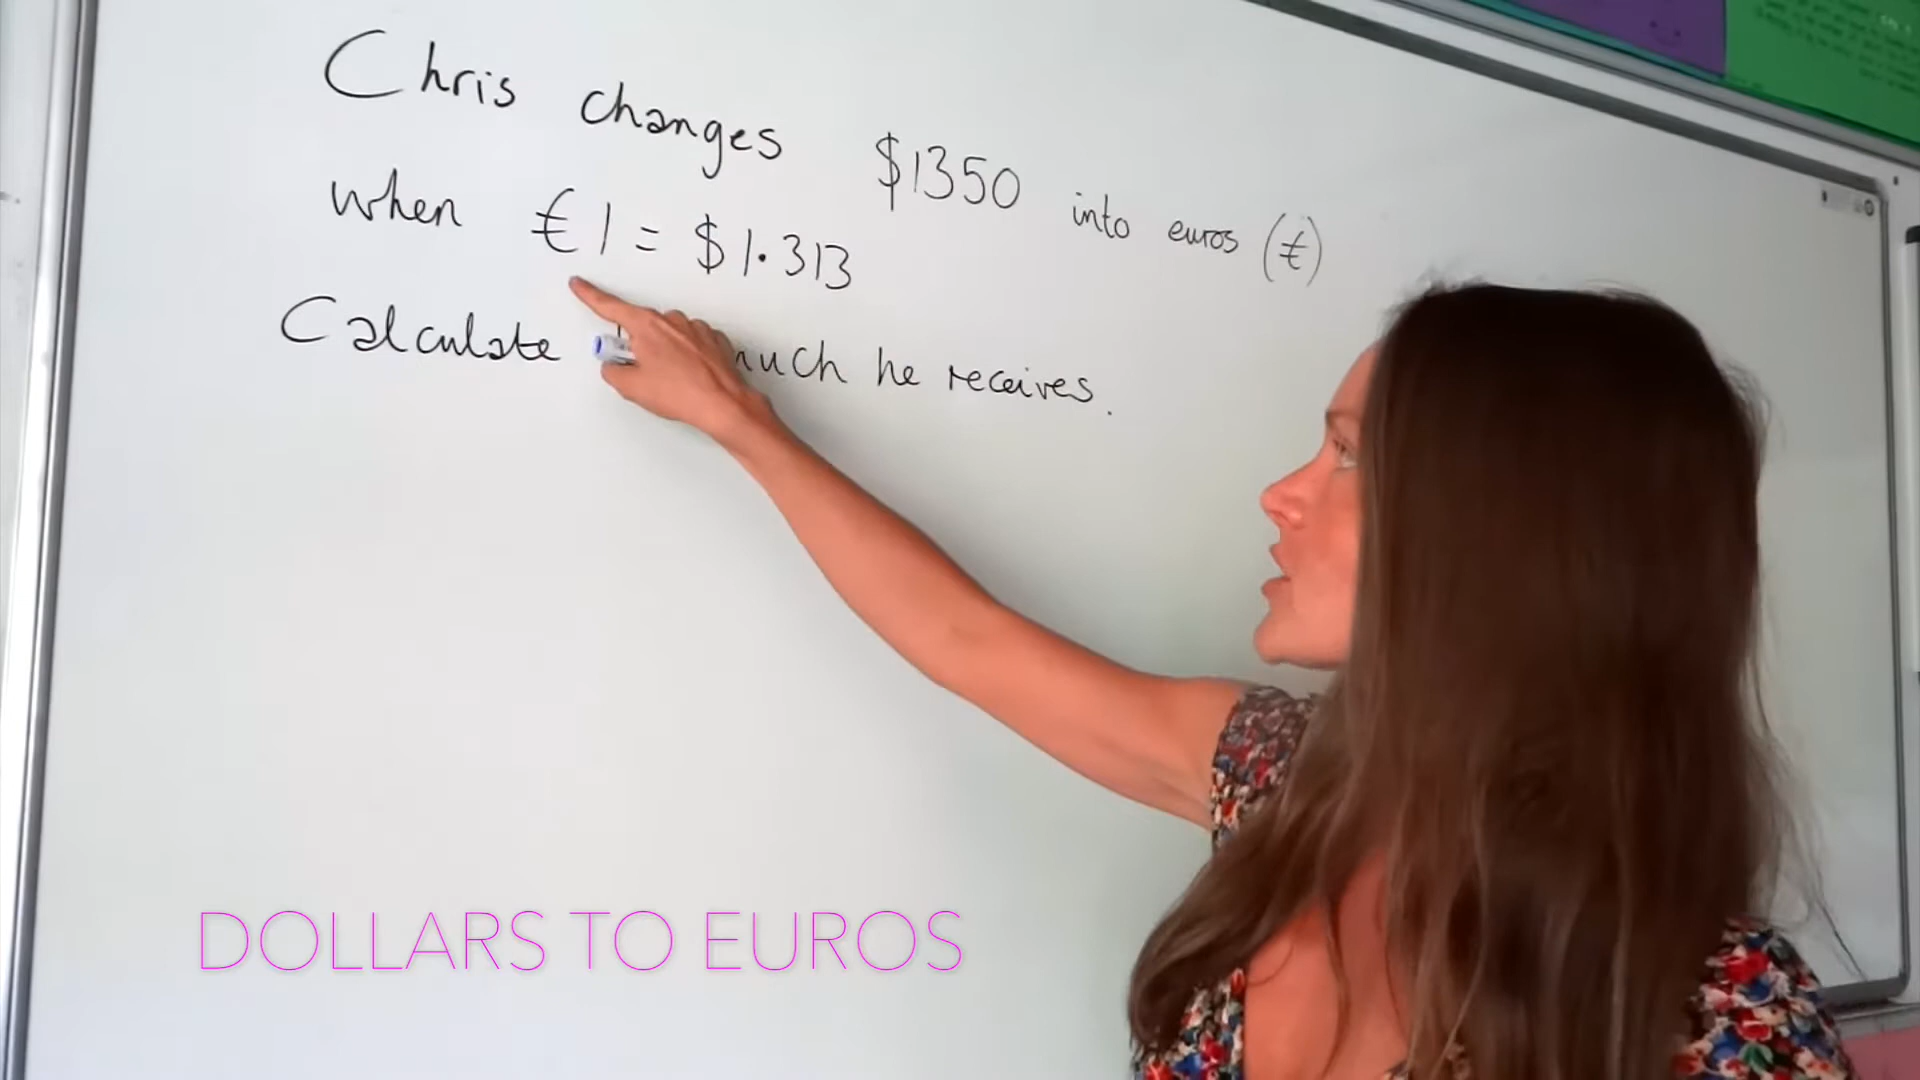 Chris changes $1350 into euros (€)
when €1 = $1.313
Calculate much he receives.
DOLLARS TO EUROS